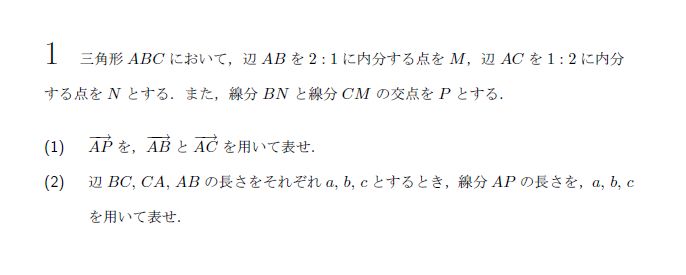 1 三角形 ABC において，辺 AB を 2 : 1 に内分する点を M，辺 AC を 1 : 2 に内分
する点を N とする．また，線分 BN と線分 CM の交点を P とする．
(1) $\overrightarrow{AP}$ を，$\overrightarrow{AB}$ と $\overrightarrow{AC}$ を用いて表せ．
(2) 辺 BC, CA, AB の長さをそれぞれ a, b, c とするとき，線分 AP の長さを，a, b, c
を用いて表せ．